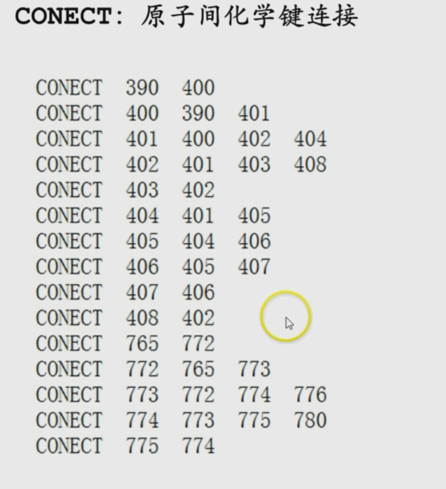 CONECT: 原子间化学键连接
CONECT 390 400
CONECT 400 390 401
CONECT 401 400 402 404
CONECT 402 401 403 408
CONECT 403 402
CONECT 404 401 405
CONECT 405 404 406
CONECT 406 405 407
CONECT 407 406
CONECT 408 402
CONECT 765 772
CONECT 772 765 773
CONECT 773 772 774 776
CONECT 774 773 775 780
CONECT 775 774